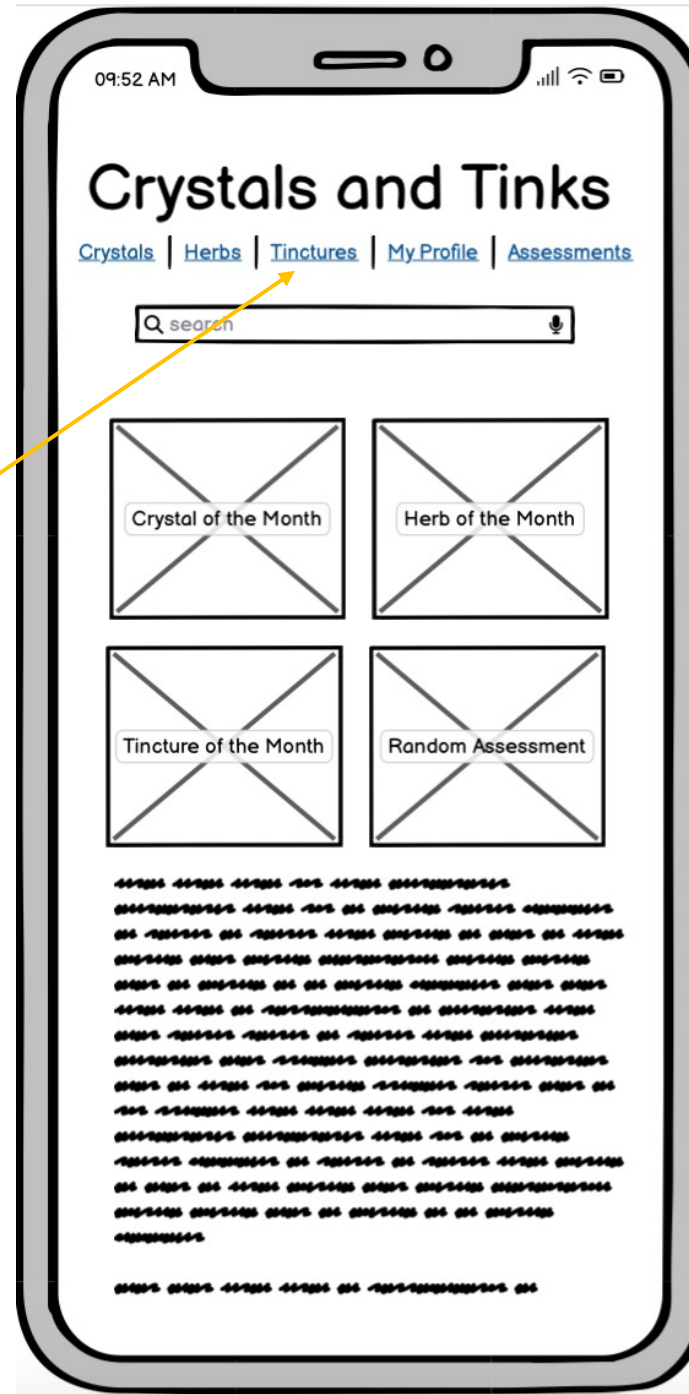 09:52 AM
Crystals and Tinks
Crystals | Herbs | Tinctures | My Profile | Assessments
search
Crystal of the Month
Herb of the Month
Tincture of the Month
Random Assessment